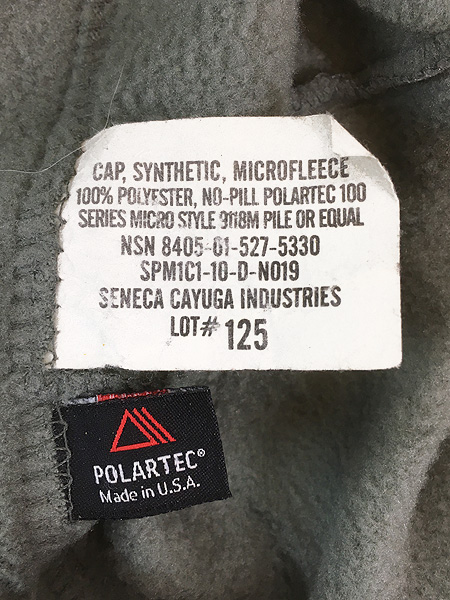 CAP, SYNTHETIC, MICROFLEECE
100% POLYESTER, NO-PILL POLARTEC 100
SERIES MICRO STYLE 9118M PILE OR EQUAL
NSN 8405-01-527-5330
SPM1C1-10-D-N019
SENECA CAYUGA INDUSTRIES
LOT# 125
POLARTEC®
Made in U.S.A.